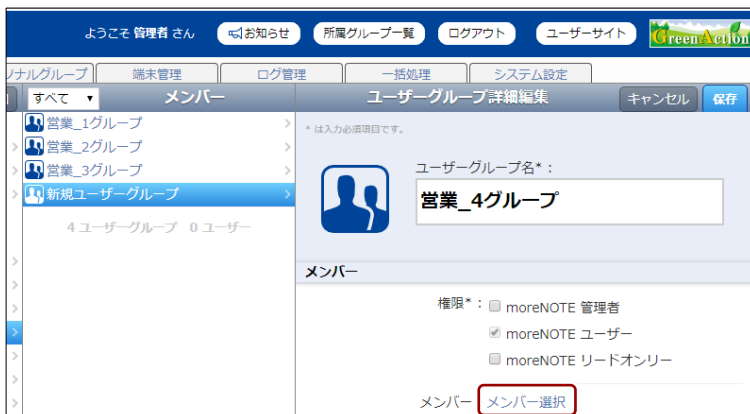 ようこそ 管理者 さん
お知らせ
所属グループ一覧
ログアウト
ユーザーサイト
GreenAction
ソナルグループ
端末管理
ログ管理
一括処理
システム設定
すべて
メンバー
ユーザーグループ詳細編集
キャンセル
保存
営業_1グループ
営業_2グループ
営業_3グループ
新規ユーザーグループ
4 ユーザーグループ 0 ユーザー
* は入力必須項目です。
ユーザーグループ名*：
営業_4グループ
メンバー
権限*： moreNOTE 管理者
moreNOTE ユーザー
moreNOTE リードオンリー
メンバー メンバー選択